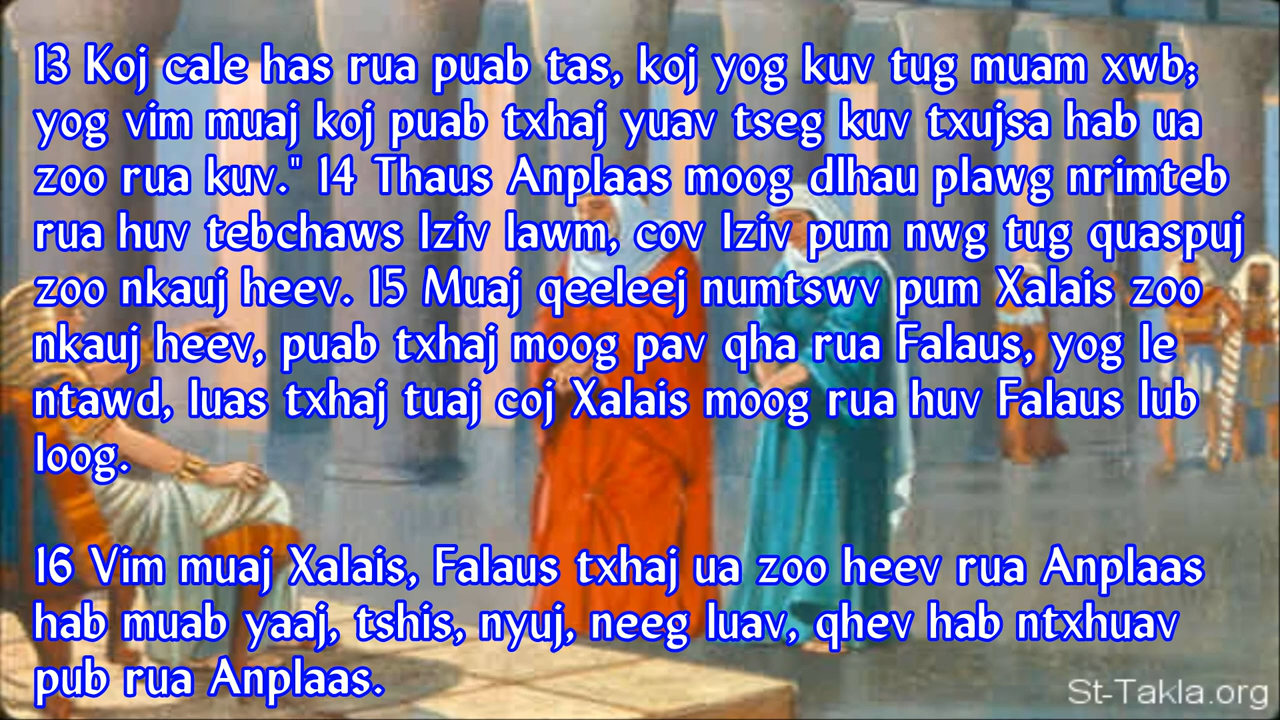 13 Koj cale has rua puab tas, koj yog kuv tug muam xwb;
yog vim muaj koj puab txhaj yuav tseg kuv txujsa hab ua
zoo rua kuv." 14 Thaus Anplaas moog dlhau plawg nrimteb
rua huv tebchaws Iziv lawm, cov Iziv pum nwg tug quaspuj
zoo nkauj heev. 15 Muaj qeeleej numtswv pum Xalais zoo
nkauj heev, puab txhaj moog pav qha rua Falaus, yog le
ntawd, luas txhaj tuaj coj Xalais moog rua huv Falaus lub
loog.
16 Vim muaj Xalais, Falaus txhaj ua zoo heev rua Anplaas
hab muab yaaj, tshis, nyuj, neeg luav, qhev hab ntxhuav
pub rua Anplaas.
St-Takla.org